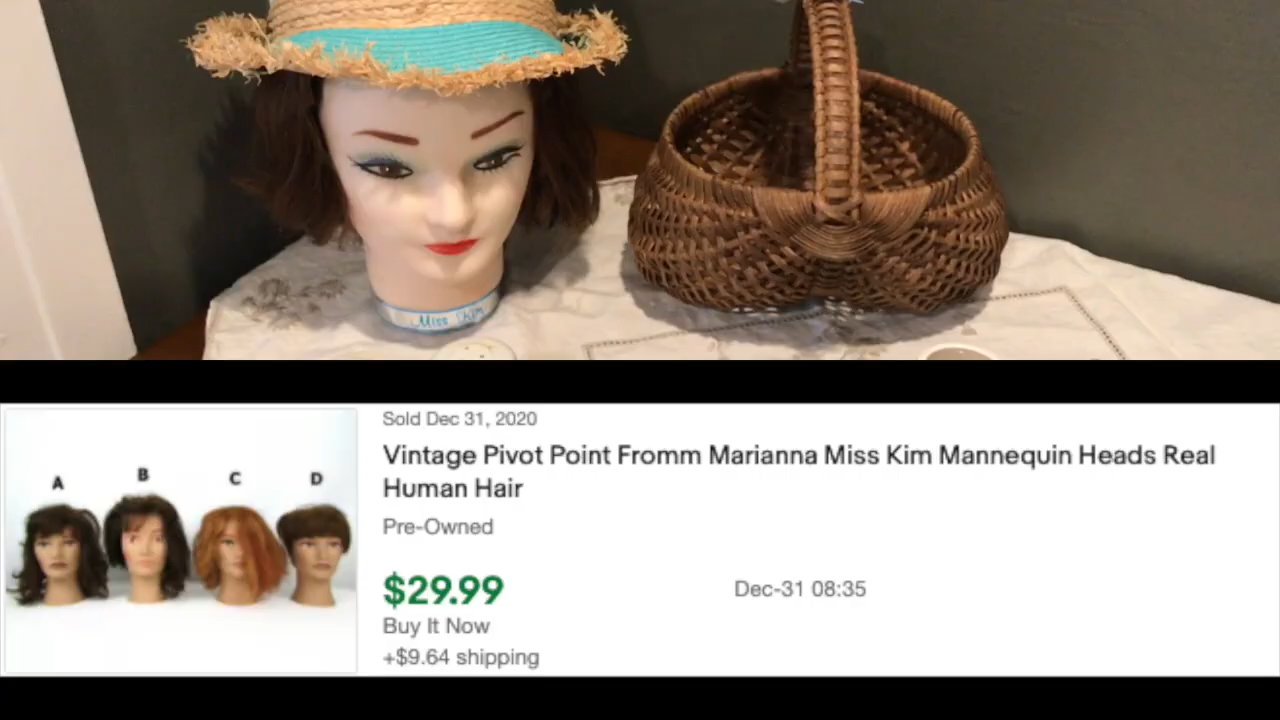 Miss Kim
Sold Dec 31, 2020
Vintage Pivot Point Fromm Marianna Miss Kim Mannequin Heads Real
Human Hair
Pre-Owned
$29.99
Dec-31 08:35
Buy It Now
+$9.64 shipping
A
B
C
D